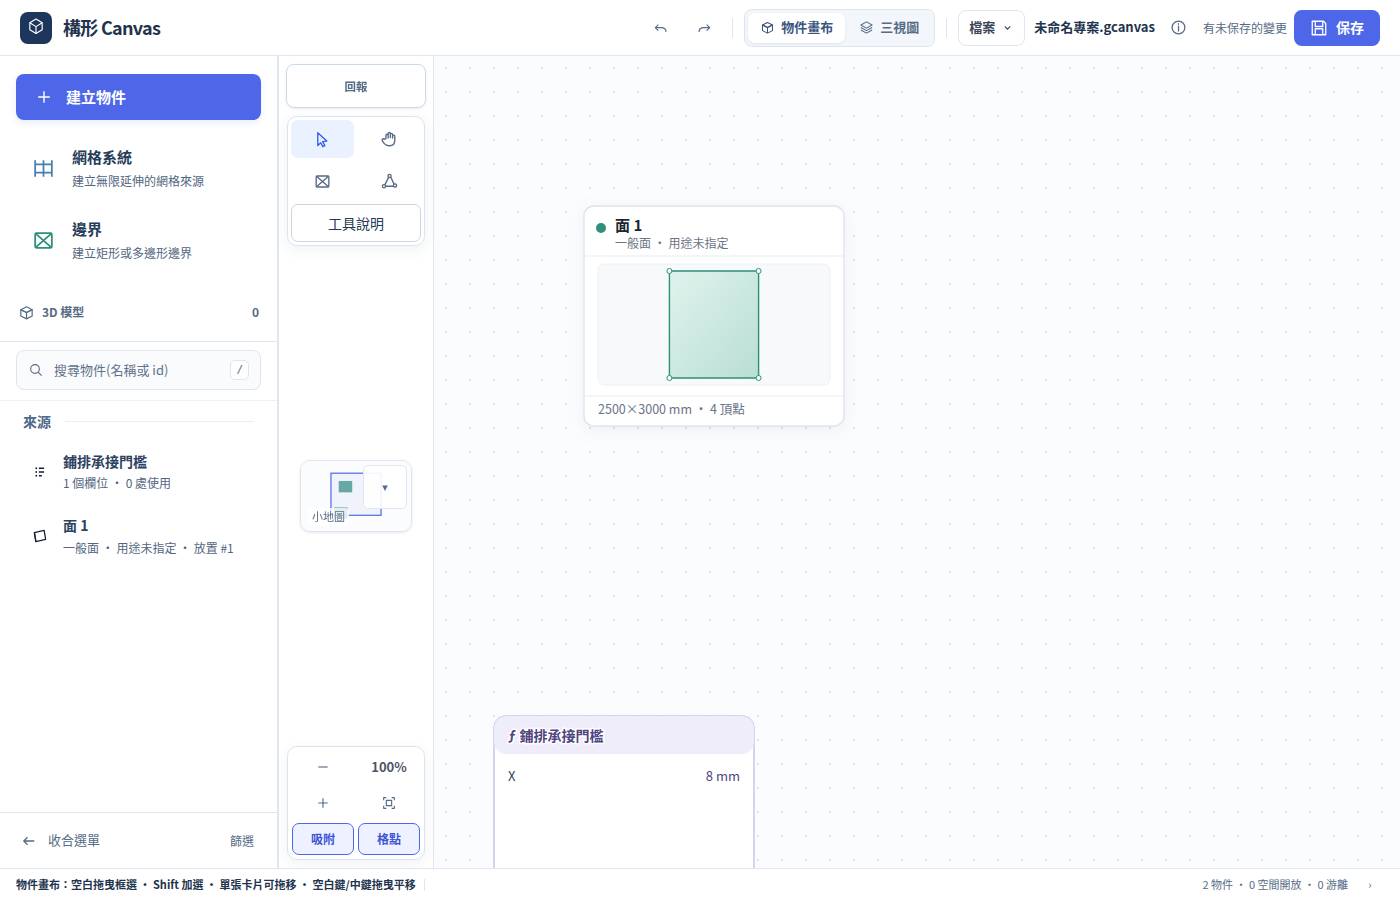 構形 Canvas
物件畫布
三視圖
檔案
未命名專案.gcanvas
有未保存的變更
保存
建立物件
網格系統
建立無限延伸的網格來源
邊界
建立矩形或多邊形邊界
3D 模型
0
搜尋物件(名稱或 id)
/
來源
鋪排承接門檻
1 個欄位 · 0 處使用
面 1
一般面 · 用途未指定 · 放置 #1
收合選單
篩選
回報
工具說明
小地圖
100%
吸附
格點
面 1
一般面 · 用途未指定
2500×3000 mm · 4 頂點
ƒ 鋪排承接門檻
X
8 mm
物件畫布：空白拖曳框選 · Shift 加選 · 單張卡片可拖移 · 空白鍵/中鍵拖曳平移
2 物件 · 0 空間開放 · 0 游離